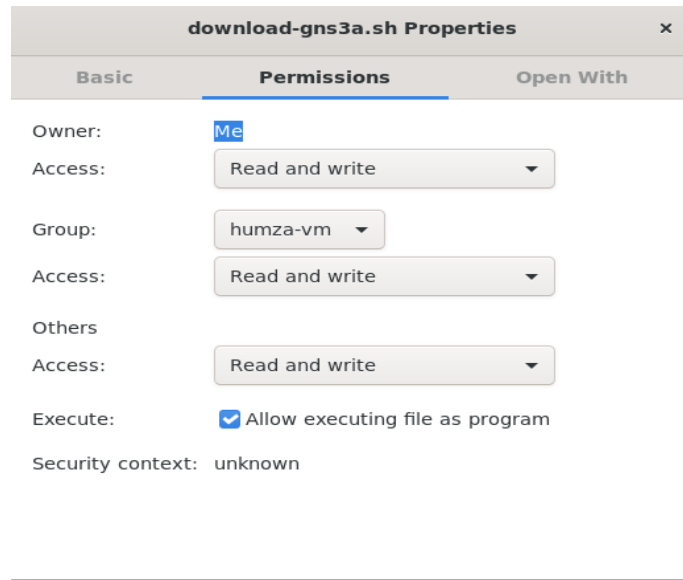 download-gns3a.sh Properties ×
Basic Permissions Open With
Owner: Me
Access: Read and write
Group: humza-vm
Access: Read and write
Others
Access: Read and write
Execute: Allow executing file as program
Security context: unknown